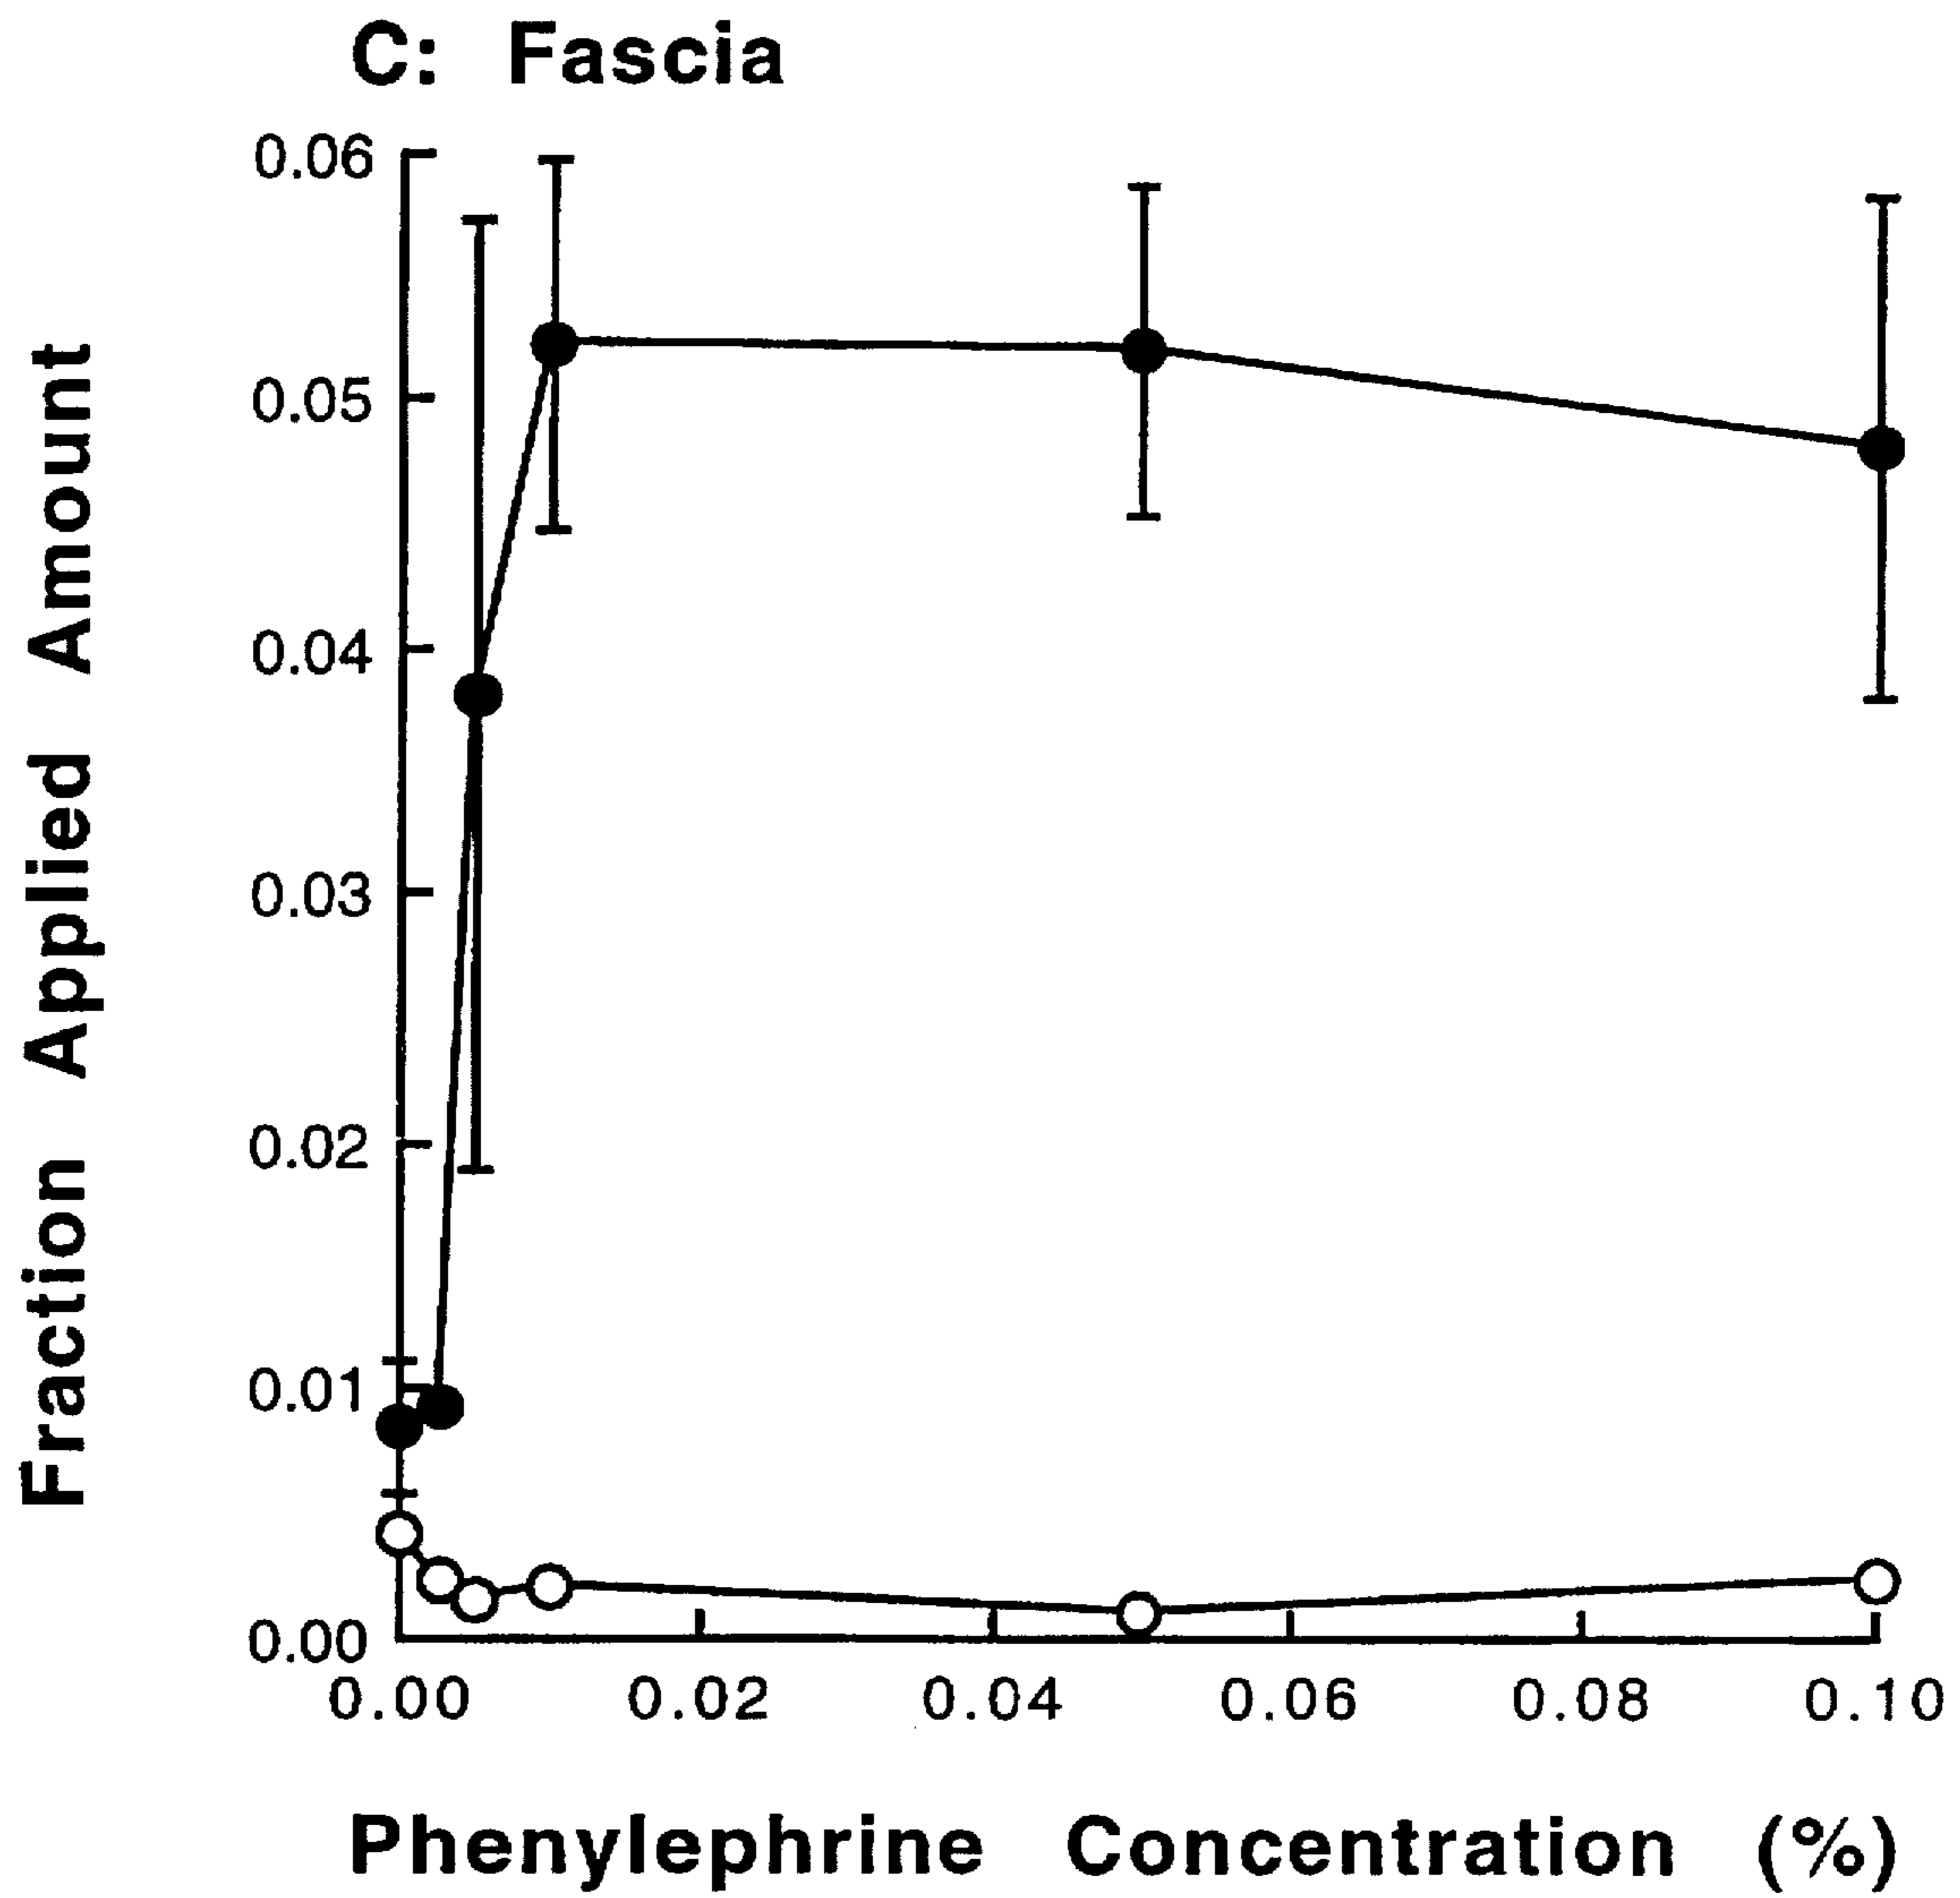 C: Fascia
Fraction Applied Amount
0.06
0.05
0.04
0.03
0.02
0.01
0.00
0.00 0.02 0.04 0.06 0.08 0.10
Phenylephrine Concentration (%)